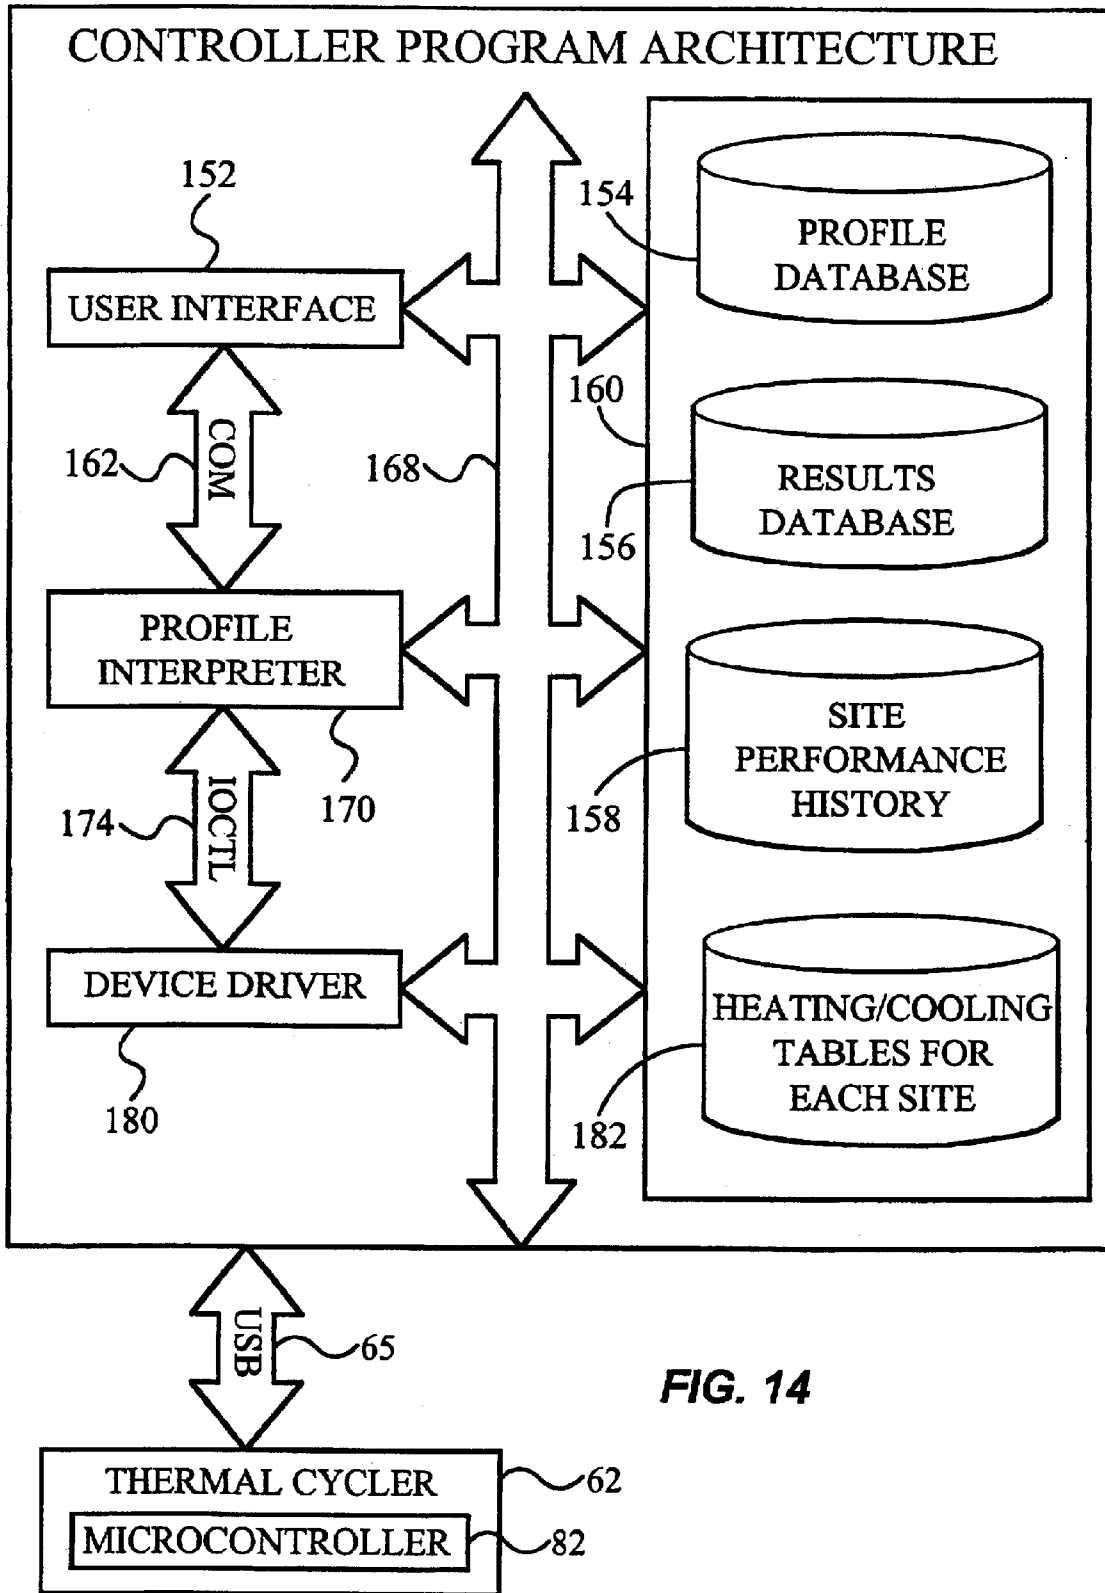 CONTROLLER PROGRAM ARCHITECTURE
152
USER INTERFACE
154
PROFILE
DATABASE
162
COM
168
160
RESULTS
DATABASE
156
PROFILE
INTERPRETER
170
SITE
PERFORMANCE
HISTORY
158
174
IOCTL
DEVICE DRIVER
180
HEATING/COOLING
TABLES FOR
EACH SITE
182
USB
65
FIG. 14
THERMAL CYCLER
62
MICROCONTROLLER
82